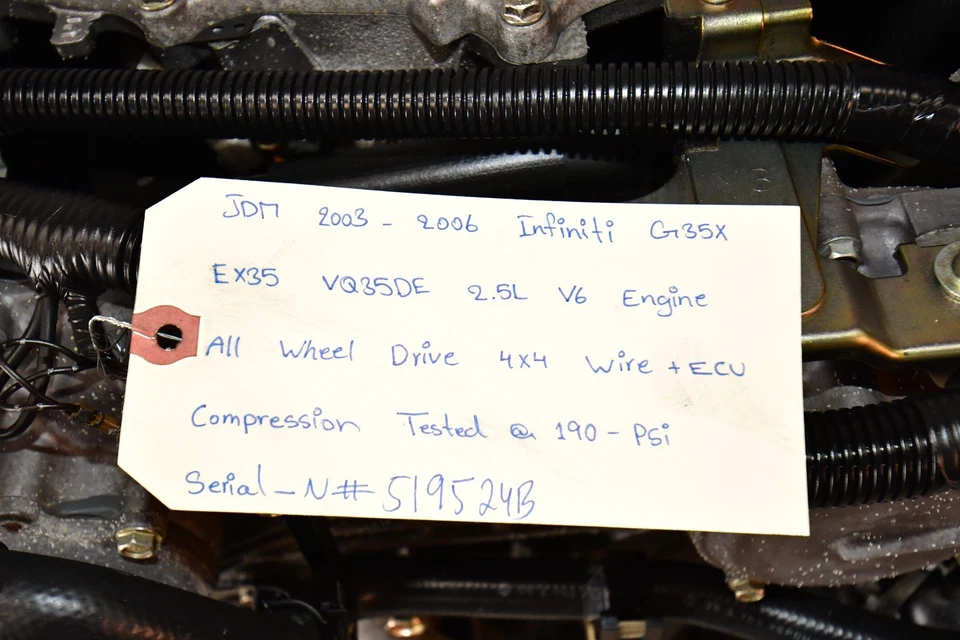 JDM 2003 - 2006 Infiniti G35X
EX35 VQ35DE 2.5L V6 Engine
All Wheel Drive 4x4 Wire + ECU
Compression Tested @ 190 - PSi
Serial - N# 519524B